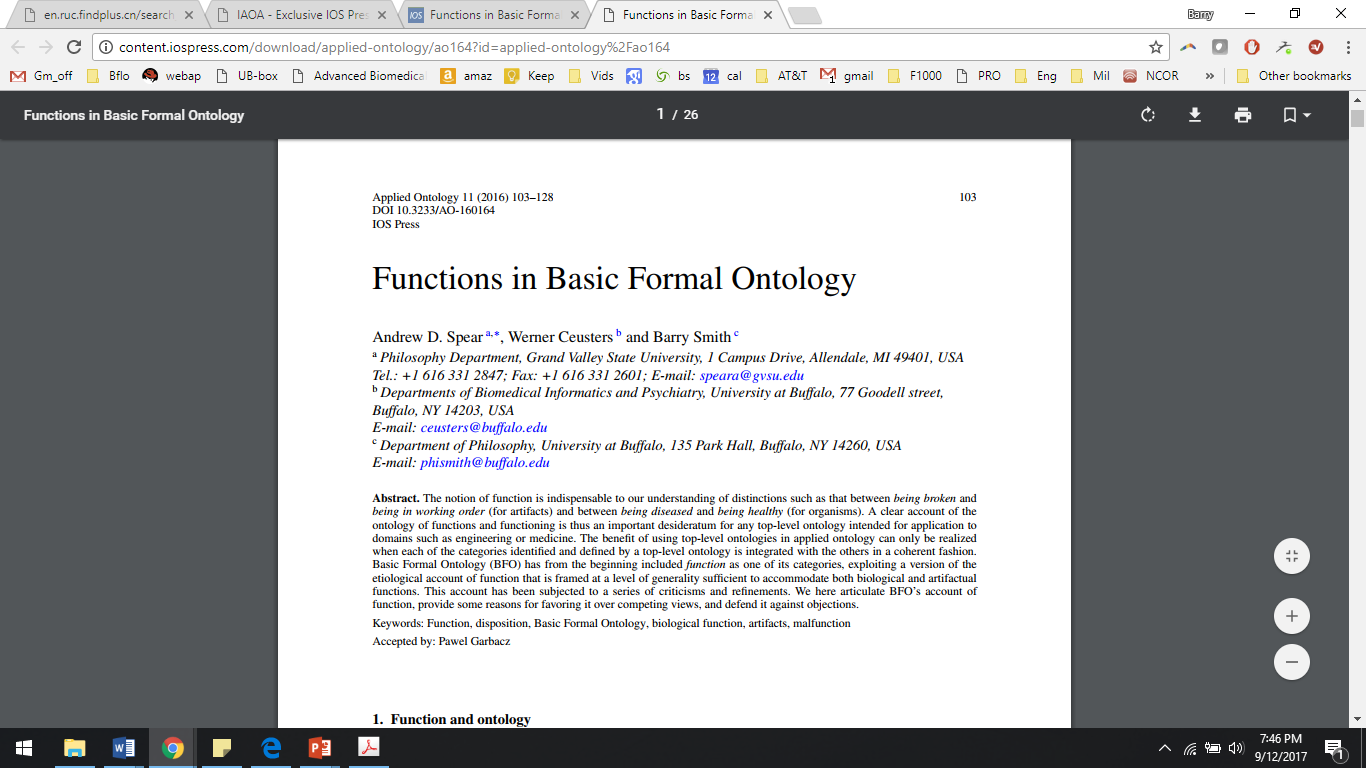 en.ruc.findplus.cn/search
IAOA - Exclusive IOS Pres
IOS Functions in Basic Forma
Functions in Basic Forma
Barry
content.iospress.com/download/applied-ontology/ao164?id=applied-ontology%2Fao164
Gm_off Bflo webap UB-box Advanced Biomedica amaz Keep Vids bs 12 cal AT&T gmail F1000 PRO Eng Mil NCOR » Other bookmarks
Functions in Basic Formal Ontology
1 / 26
Applied Ontology 11 (2016) 103–128 103
DOI 10.3233/AO-160164
IOS Press
Functions in Basic Formal Ontology
Andrew D. Spear a,*, Werner Ceusters b and Barry Smith c
a Philosophy Department, Grand Valley State University, 1 Campus Drive, Allendale, MI 49401, USA
Tel.: +1 616 331 2847; Fax: +1 616 331 2601; E-mail: speara@gvsu.edu
b Departments of Biomedical Informatics and Psychiatry, University at Buffalo, 77 Goodell street,
Buffalo, NY 14203, USA
E-mail: ceusters@buffalo.edu
c Department of Philosophy, University at Buffalo, 135 Park Hall, Buffalo, NY 14260, USA
E-mail: phismith@buffalo.edu
Abstract. The notion of function is indispensable to our understanding of distinctions such as that between being broken and
being in working order (for artifacts) and between being diseased and being healthy (for organisms). A clear account of the
ontology of functions and functioning is thus an important desideratum for any top-level ontology intended for application to
domains such as engineering or medicine. The benefit of using top-level ontologies in applied ontology can only be realized
when each of the categories identified and defined by a top-level ontology is integrated with the others in a coherent fashion.
Basic Formal Ontology (BFO) has from the beginning included function as one of its categories, exploiting a version of the
etiological account of function that is framed at a level of generality sufficient to accommodate both biological and artifactual
functions. This account has been subjected to a series of criticisms and refinements. We here articulate BFO's account of
function, provide some reasons for favoring it over competing views, and defend it against objections.
Keywords: Function, disposition, Basic Formal Ontology, biological function, artifacts, malfunction
Accepted by: Pawel Garbacz
1. Function and ontology
7:46 PM
9/12/2017
1